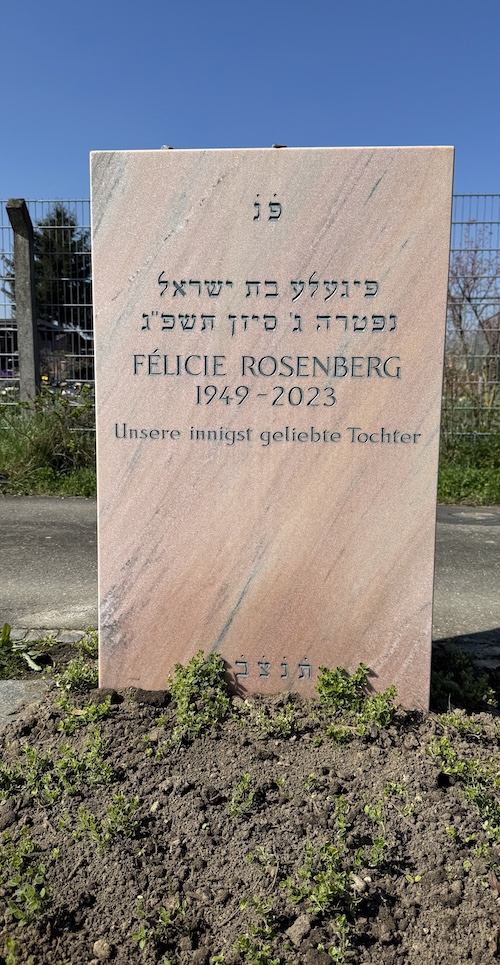 פׄנׄ
פיגעלע בת ישראל
נפטרה ג' סיון תשפ"ג
FÉLICIE ROSENBERG
1949-2023
Unsere innigst geliebte Tochter
תׄנׄצׄבׄ